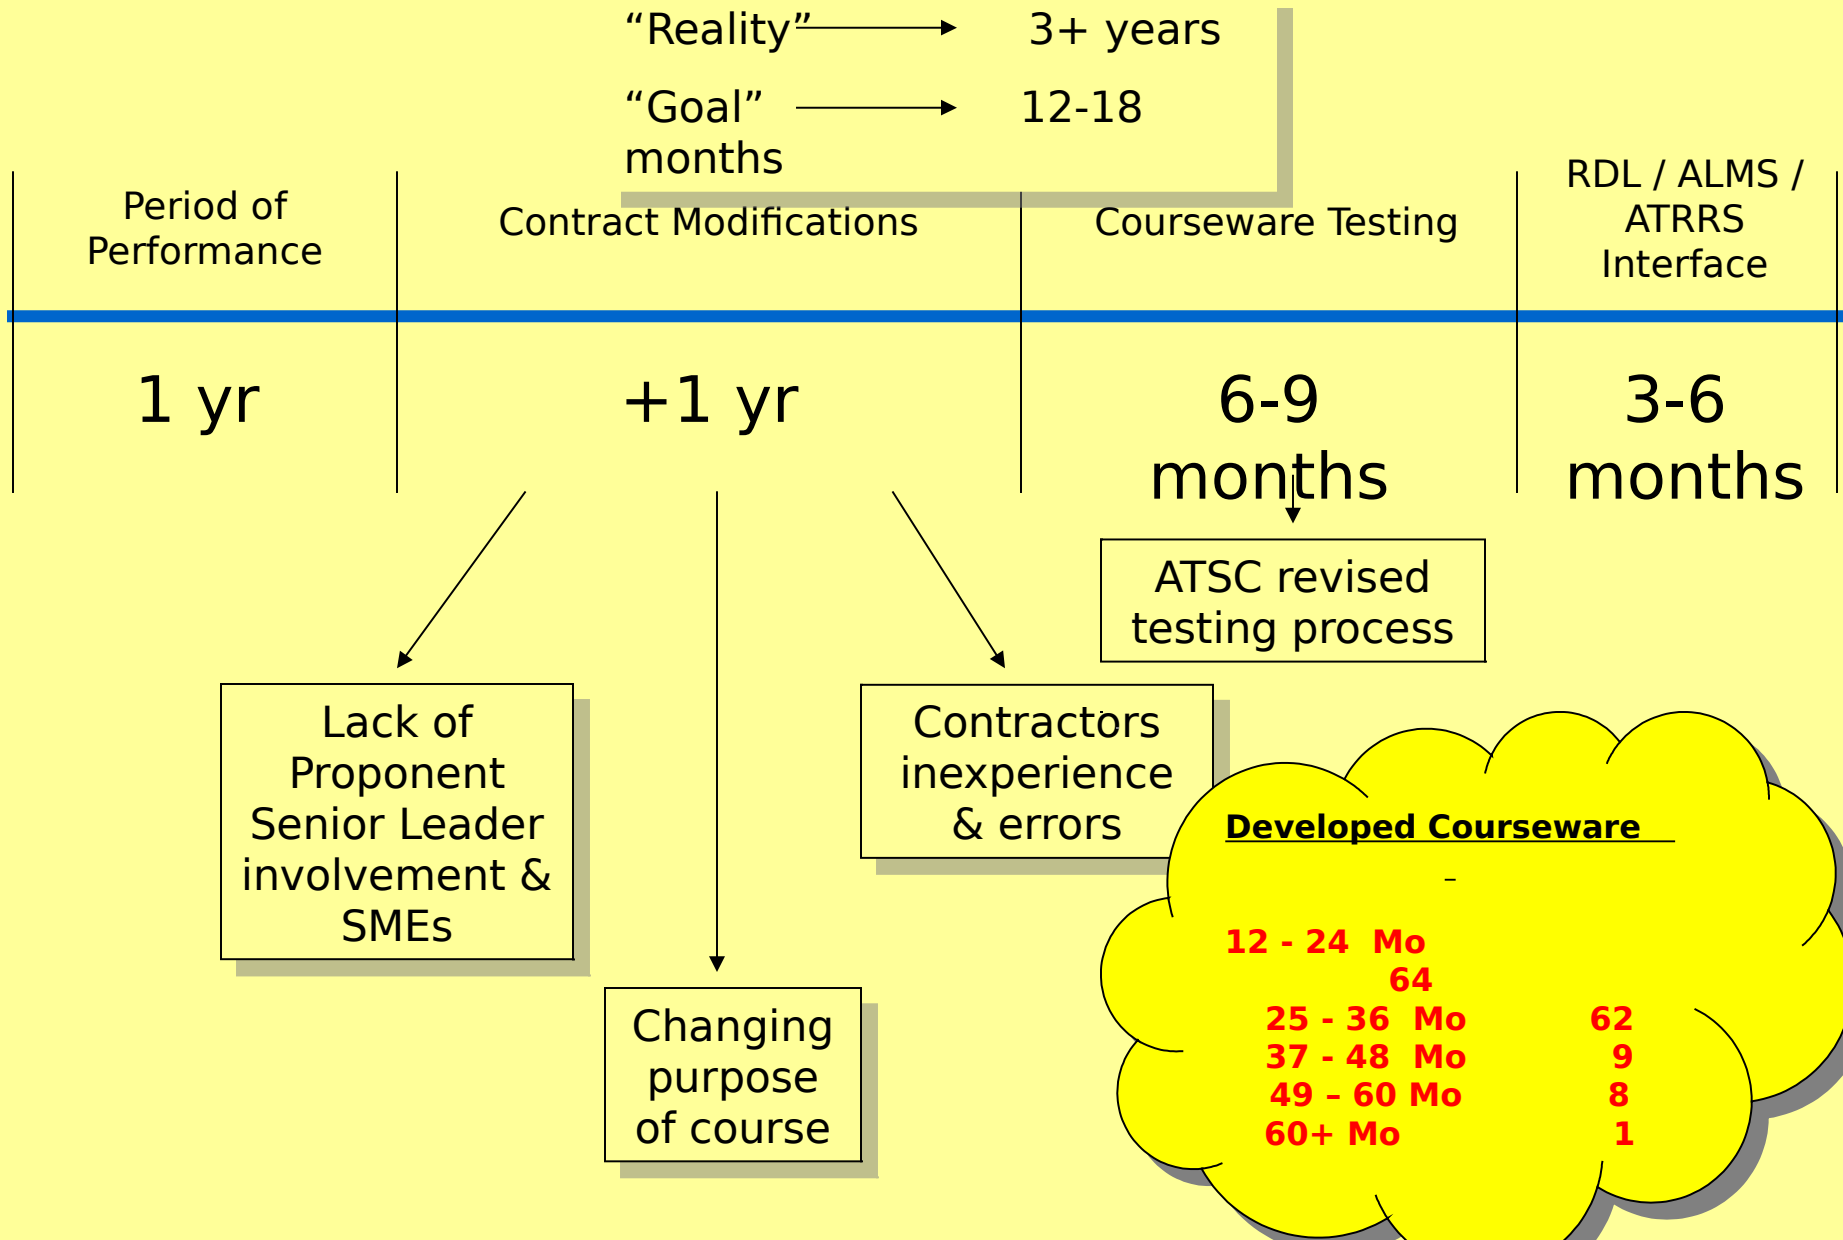 “Reality” 3+ years
“Goal” 12-18
months
Period of
Performance
Contract Modifications
Courseware Testing
RDL / ALMS /
ATRRS
Interface
1 yr
+1 yr
6-9
months
3-6
months
ATSC revised
testing process
Lack of
Proponent
Senior Leader
involvement &
SMEs
Contractors
inexperience
& errors
Changing
purpose
of course
Developed Courseware
12 - 24 Mo
64
25 - 36 Mo 62
37 - 48 Mo 9
49 – 60 Mo 8
60+ Mo 1